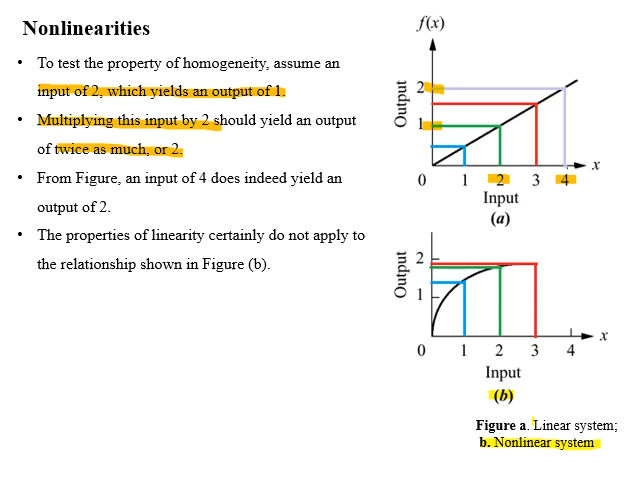 Nonlinearities
• To test the property of homogeneity, assume an
input of 2, which yields an output of 1.
• Multiplying this input by 2 should yield an output
of twice as much, or 2.
• From Figure, an input of 4 does indeed yield an
output of 2.
• The properties of linearity certainly do not apply to
the relationship shown in Figure (b).
f(x)
Output
2
1
0 1 2 3 4
x
Input
(a)
Output
2
1
0 1 2 3 4
x
Input
(b)
Figure a. Linear system;
b. Nonlinear system